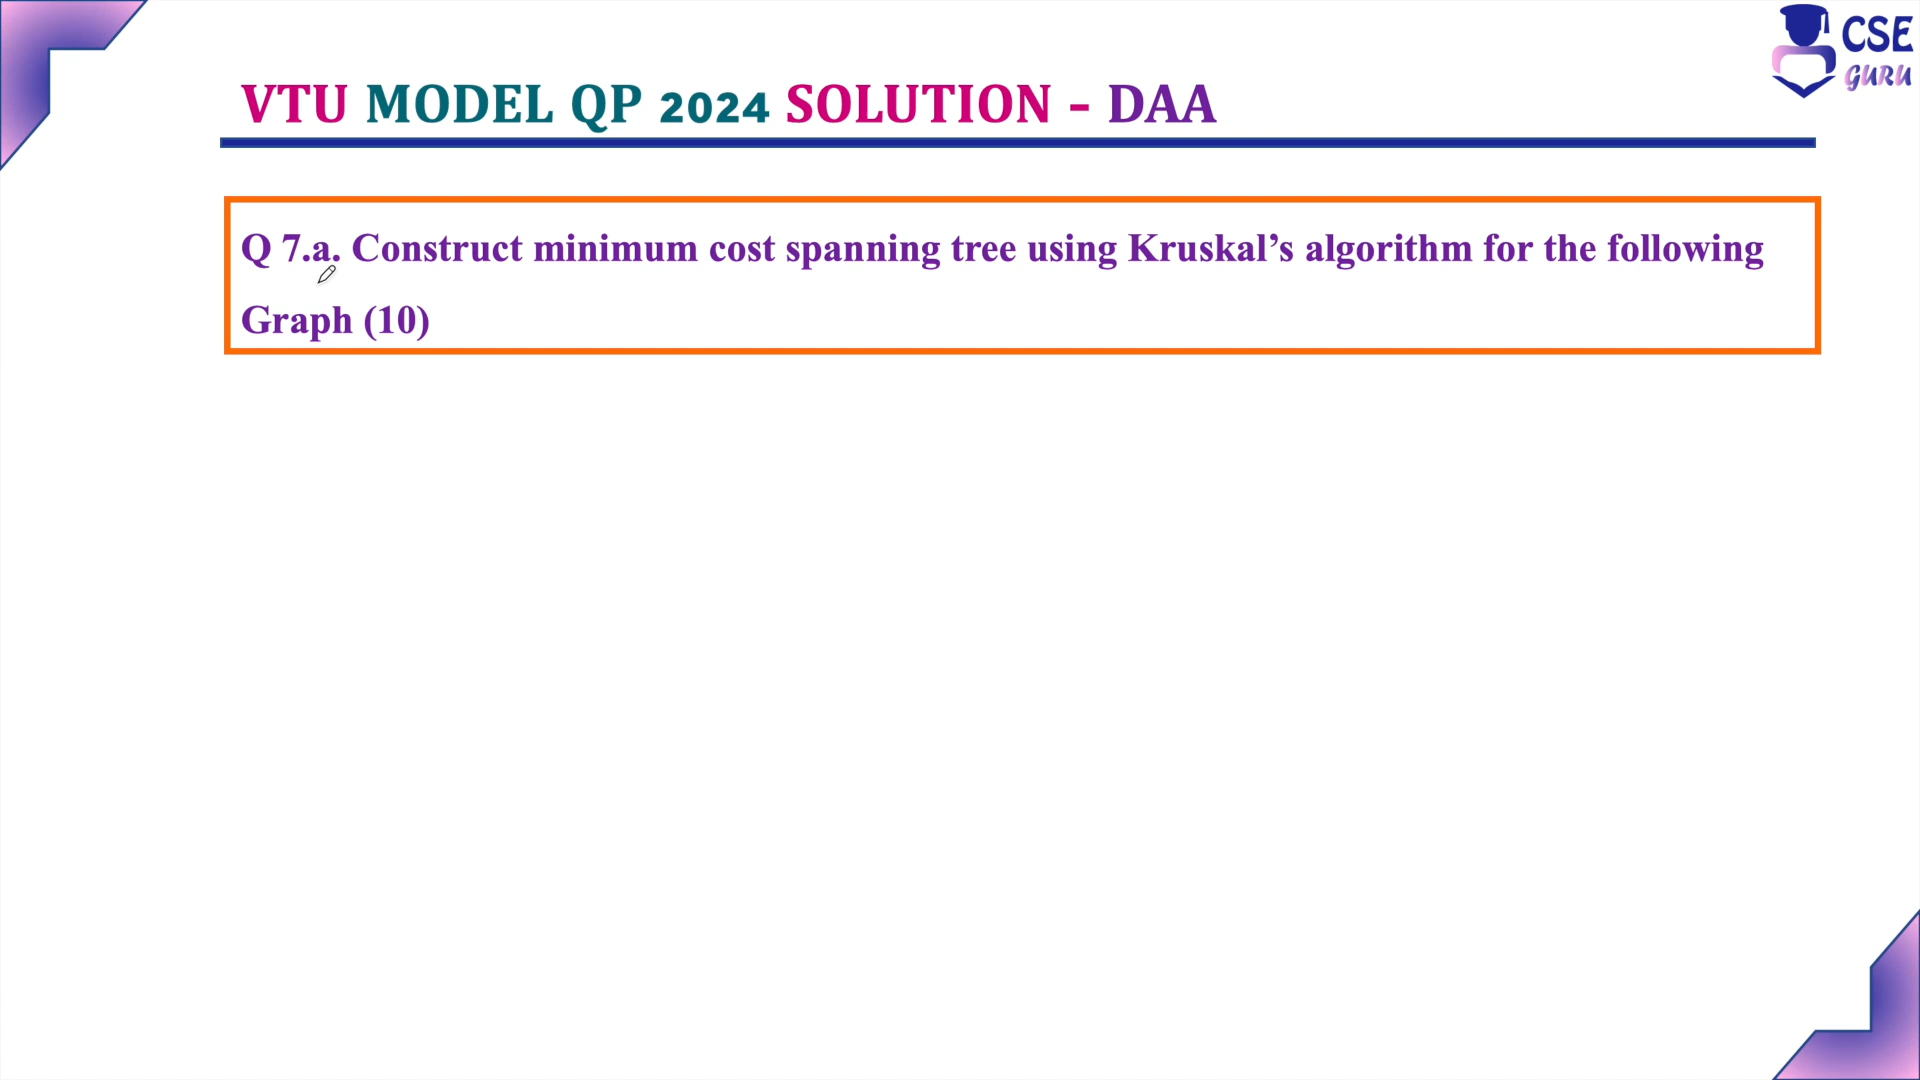 CSE
GURU
VTU MODEL QP 2024 SOLUTION - DAA
Q 7.a. Construct minimum cost spanning tree using Kruskal’s algorithm for the following
Graph (10)